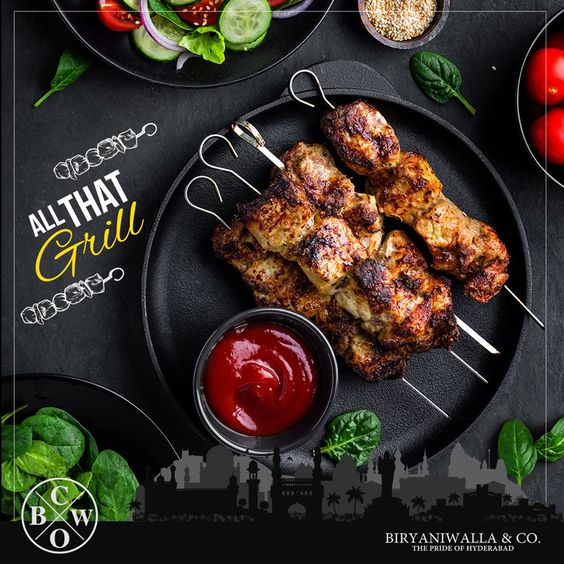 ALL THAT
Grill
C
B W
O
BIRYANIWALLA & CO.
THE PRIDE OF HYDERABAD